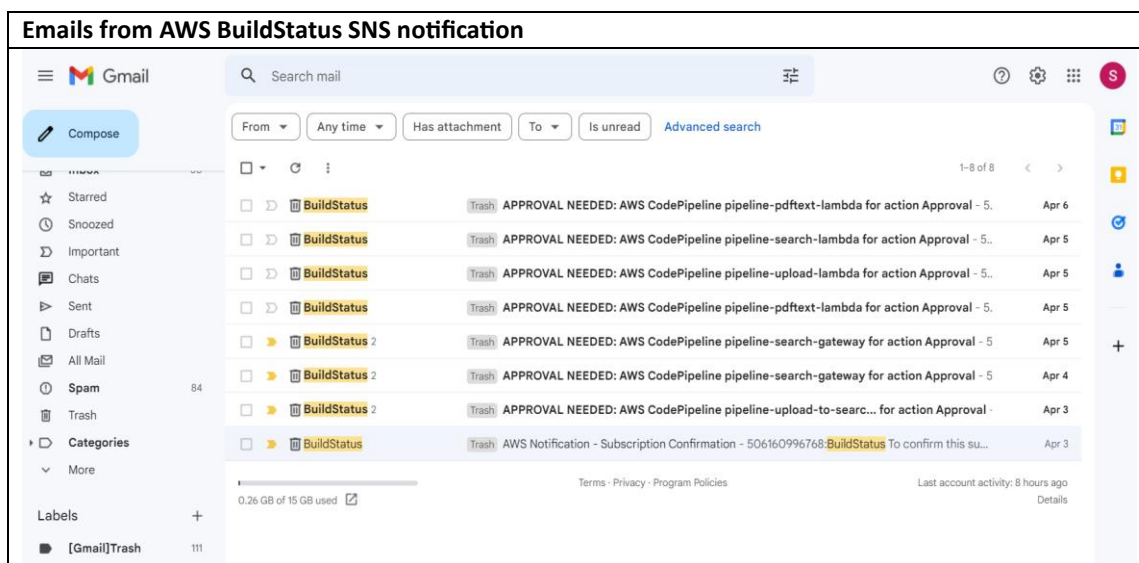 Emails from AWS BuildStatus SNS notification
Gmail
Search mail
S
Compose
From
Any time
Has attachment
To
Is unread
Advanced search
1–8 of 8
Starred
Snoozed
Important
Chats
Sent
Drafts
All Mail
Spam 84
Trash
Categories
More
Labels +
[Gmail]Trash 111
BuildStatus Trash APPROVAL NEEDED: AWS CodePipeline pipeline-pdftext-lambda for action Approval - 5. Apr 6
BuildStatus Trash APPROVAL NEEDED: AWS CodePipeline pipeline-search-lambda for action Approval - 5.. Apr 5
BuildStatus Trash APPROVAL NEEDED: AWS CodePipeline pipeline-upload-lambda for action Approval - 5.. Apr 5
BuildStatus Trash APPROVAL NEEDED: AWS CodePipeline pipeline-pdftext-lambda for action Approval - 5. Apr 5
BuildStatus 2 Trash APPROVAL NEEDED: AWS CodePipeline pipeline-search-gateway for action Approval - 5 Apr 5
BuildStatus 2 Trash APPROVAL NEEDED: AWS CodePipeline pipeline-search-gateway for action Approval - 5 Apr 4
BuildStatus 2 Trash APPROVAL NEEDED: AWS CodePipeline pipeline-upload-to-searc... for action Approval - Apr 3
BuildStatus Trash AWS Notification - Subscription Confirmation - 506160996768:BuildStatus To confirm this su... Apr 3
0.26 GB of 15 GB used
Terms · Privacy · Program Policies
Last account activity: 8 hours ago
Details
31